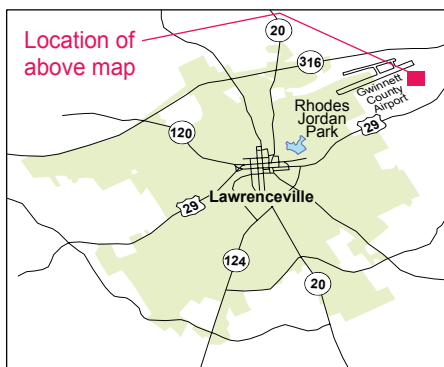 Location of
above map
20
316
Gwinnett
County
Airport
Rhodes
Jordan
Park
29
120
Lawrenceville
29
124
20